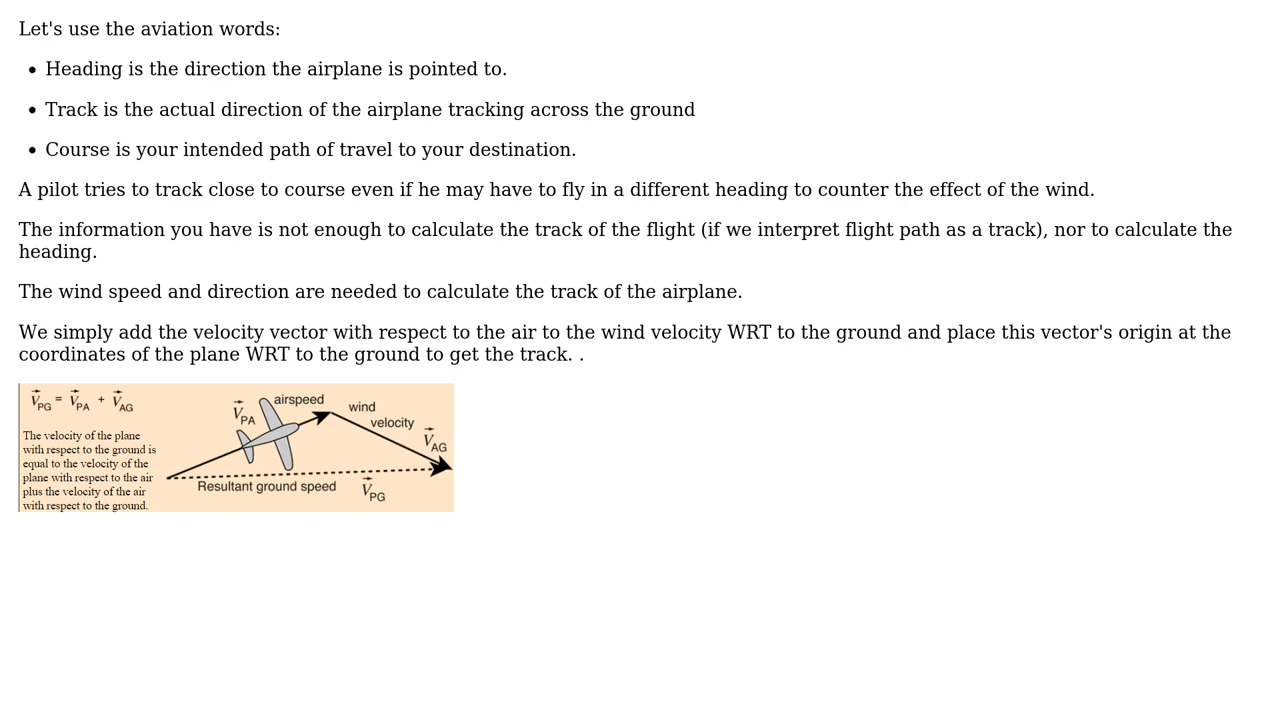 Let's use the aviation words:
• Heading is the direction the airplane is pointed to.
• Track is the actual direction of the airplane tracking across the ground
• Course is your intended path of travel to your destination.
A pilot tries to track close to course even if he may have to fly in a different heading to counter the effect of the wind.
The information you have is not enough to calculate the track of the flight (if we interpret flight path as a track), nor to calculate the
heading.
The wind speed and direction are needed to calculate the track of the airplane.
We simply add the velocity vector with respect to the air to the wind velocity WRT to the ground and place this vector's origin at the
coordinates of the plane WRT to the ground to get the track. .
V⃗PG = V⃗PA + V⃗AG
The velocity of the plane
with respect to the ground is
equal to the velocity of the
plane with respect to the air
plus the velocity of the air
with respect to the ground.
V⃗PA
airspeed
wind
velocity
V⃗AG
Resultant ground speed
V⃗PG